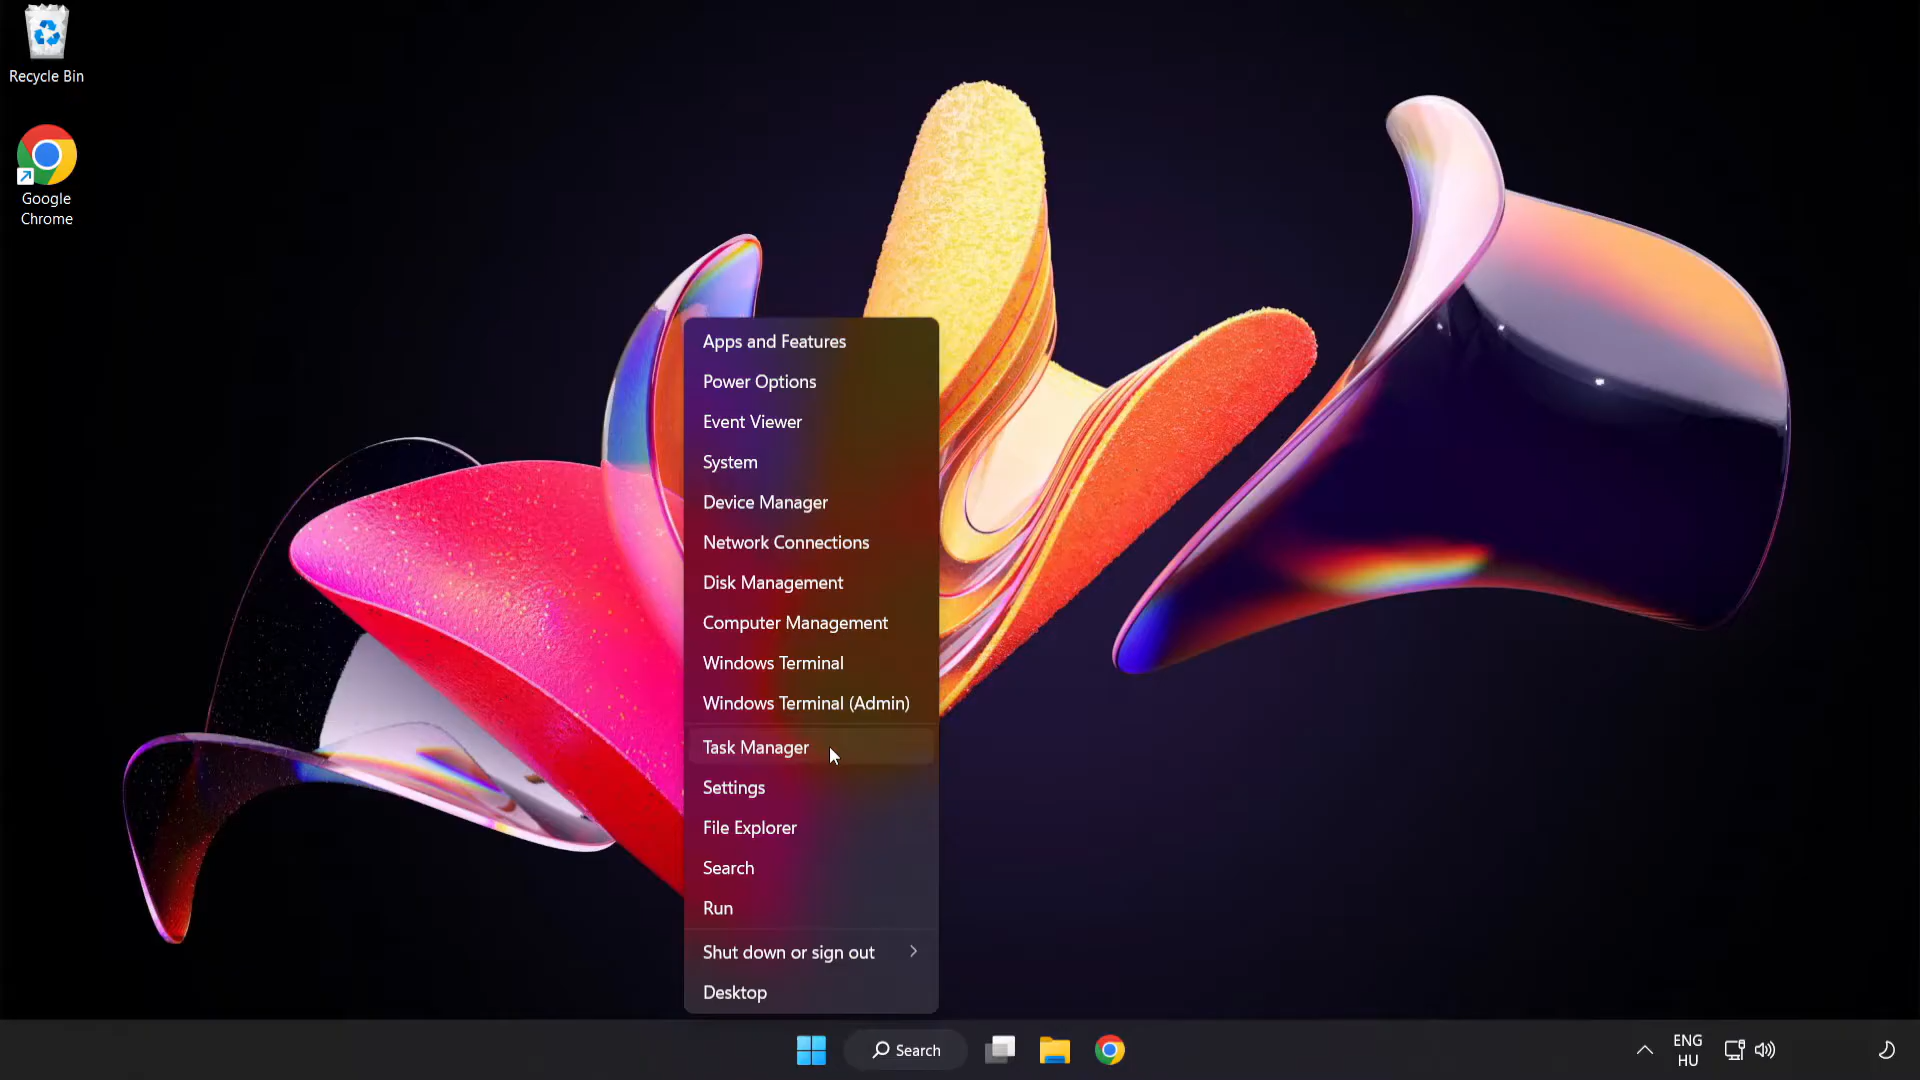 Recycle Bin
Google
Chrome
Apps and Features
Power Options
Event Viewer
System
Device Manager
Network Connections
Disk Management
Computer Management
Windows Terminal
Windows Terminal (Admin)
Task Manager
Settings
File Explorer
Search
Run
Shut down or sign out
Desktop
Search
ENG
HU